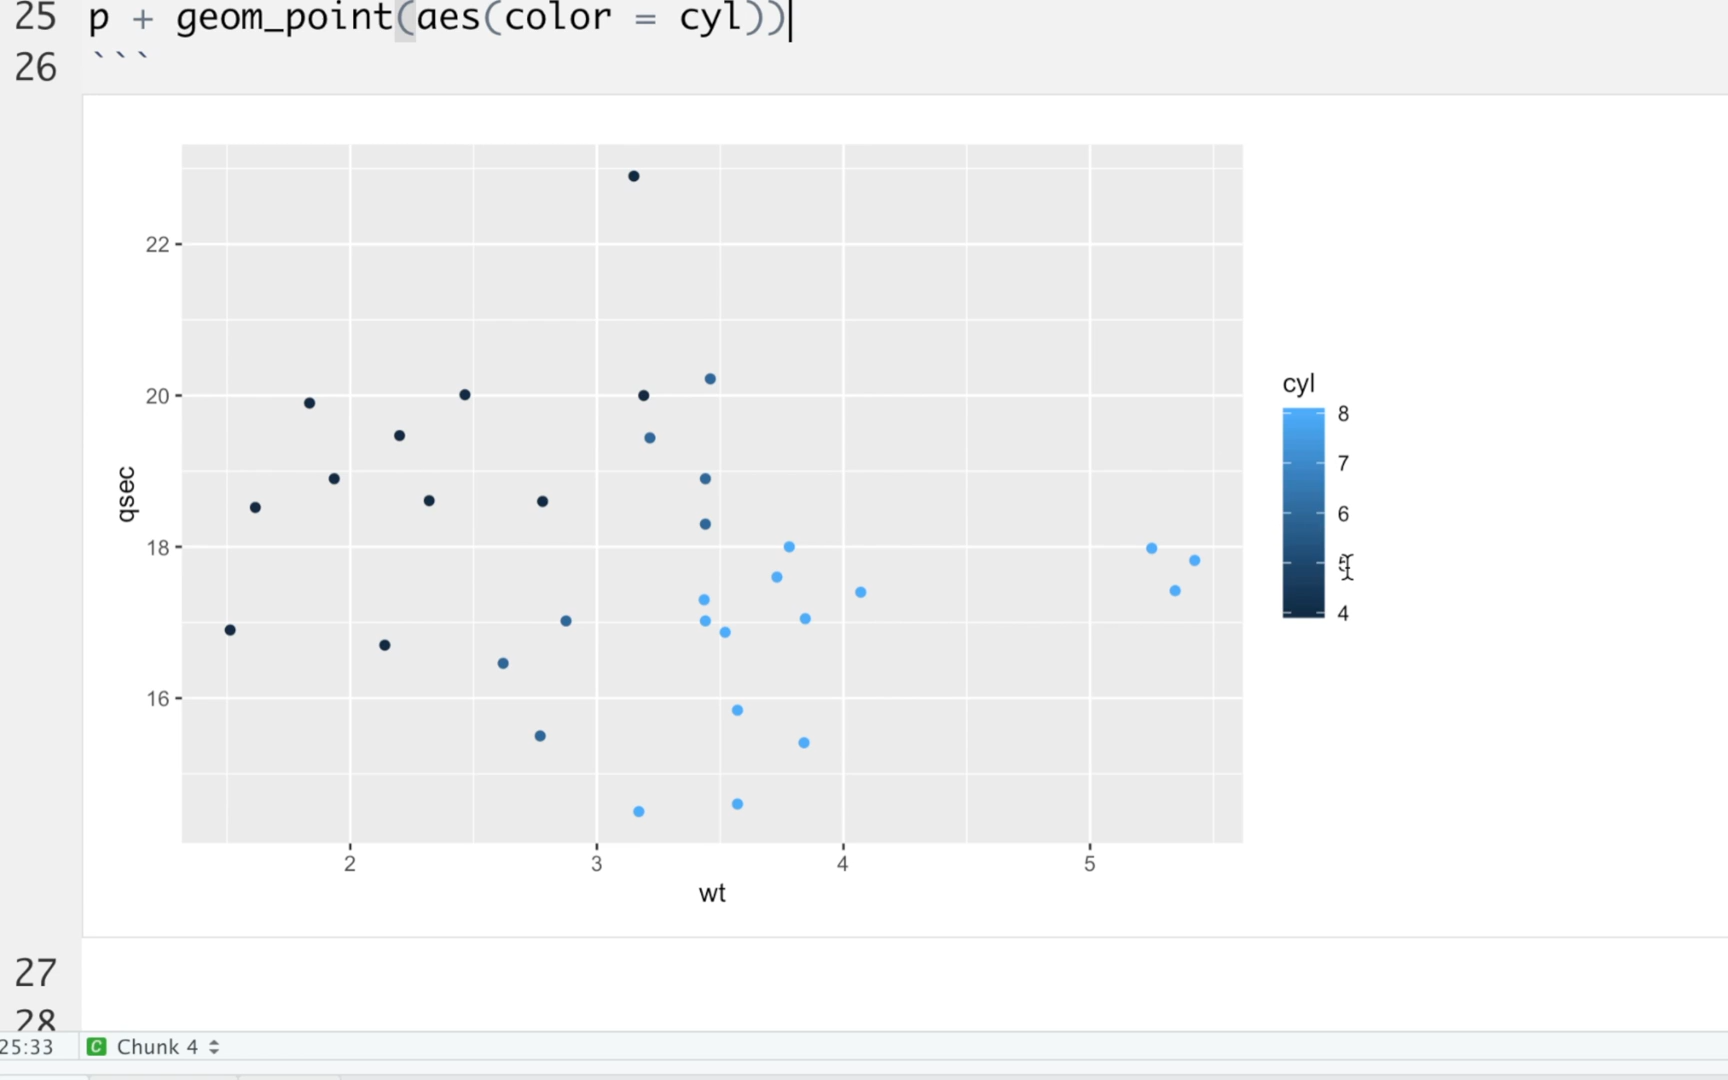 25 p + geom_point(aes(color = cyl))
26 ```
22
20
18
16
qsec
2 3 4 5
wt
cyl
8
7
6
4
27
28
25:33 C Chunk 4